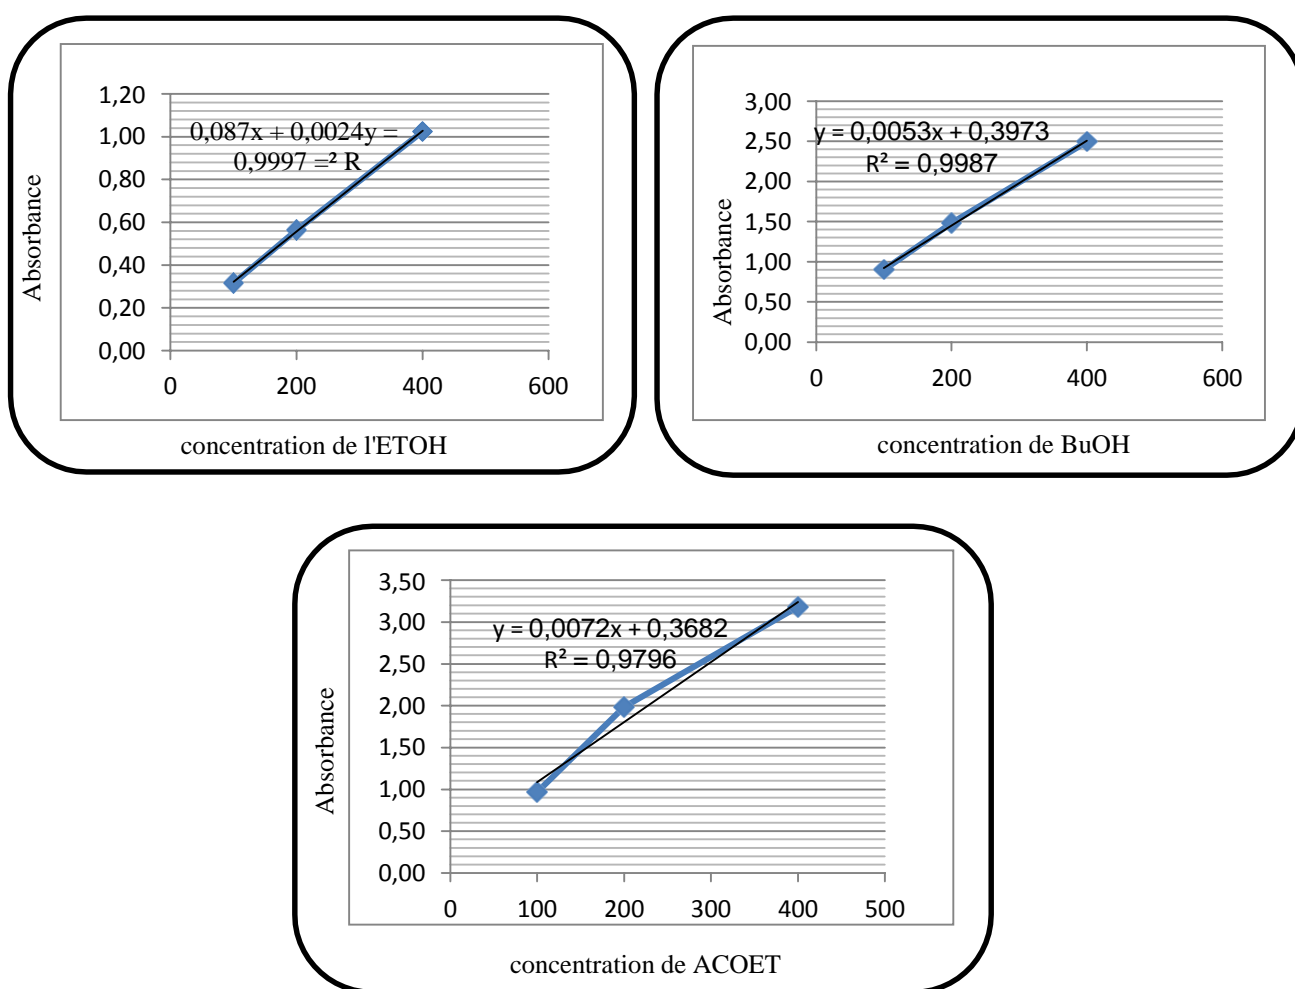 1,20
1,00
0,80
0,60
0,40
0,20
0,00
0,087x + 0,0024y =
0,9997 =² R
Absorbance
0 200 400 600
concentration de l'ETOH
3,00
2,50
2,00
1,50
1,00
0,50
0,00
y = 0,0053x + 0,3973
R² = 0,9987
Absorbance
0 200 400 600
concentration de BuOH
3,50
3,00
2,50
2,00
1,50
1,00
0,50
0,00
y = 0,0072x + 0,3682
R² = 0,9796
Absorbance
0 100 200 300 400 500
concentration de ACOET